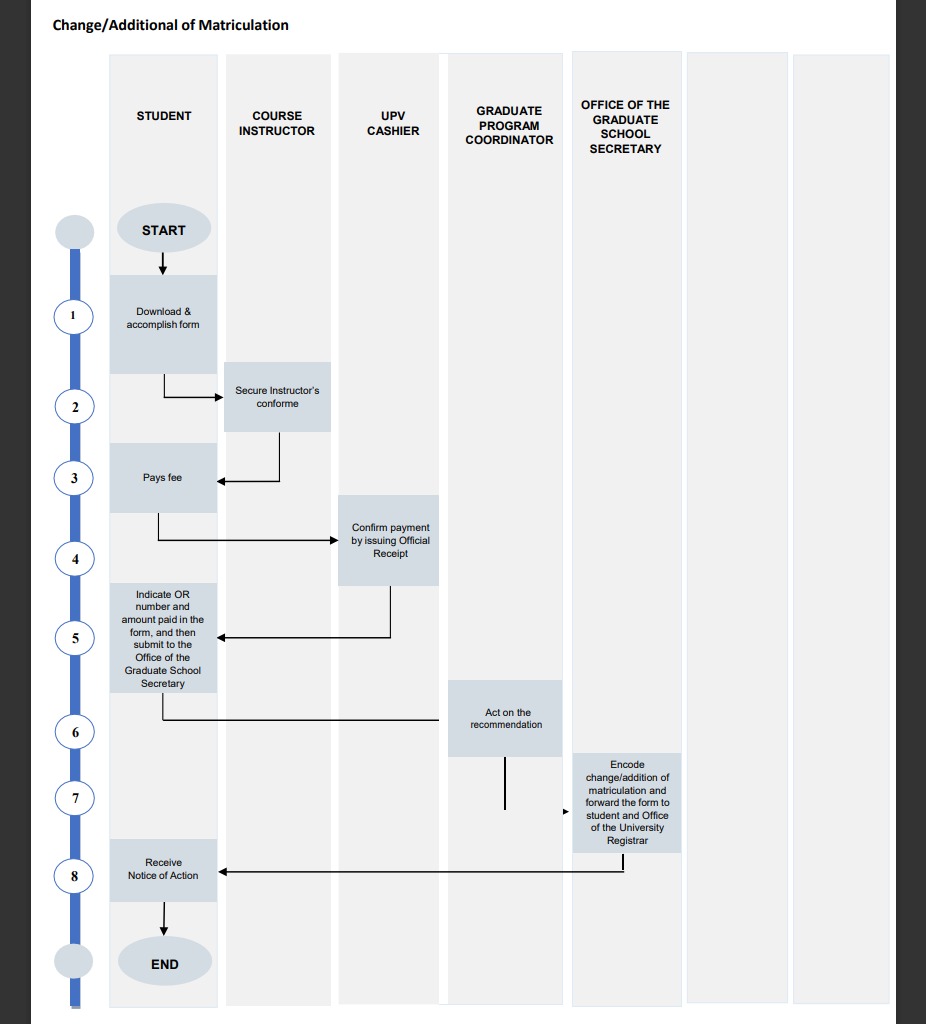 Change/Additional of Matriculation
STUDENT
COURSE
INSTRUCTOR
UPV
CASHIER
GRADUATE
PROGRAM
COORDINATOR
OFFICE OF THE
GRADUATE
SCHOOL
SECRETARY
START
1
Download &
accomplish form
2
Secure Instructor's
conforme
3
Pays fee
4
Confirm payment
by issuing Official
Receipt
5
Indicate OR
number and
amount paid in the
form, and then
submit to the
Office of the
Graduate School
Secretary
6
Act on the
recommendation
7
Encode
change/addition of
matriculation and
forward the form to
student and Office
of the University
Registrar
8
Receive
Notice of Action
END